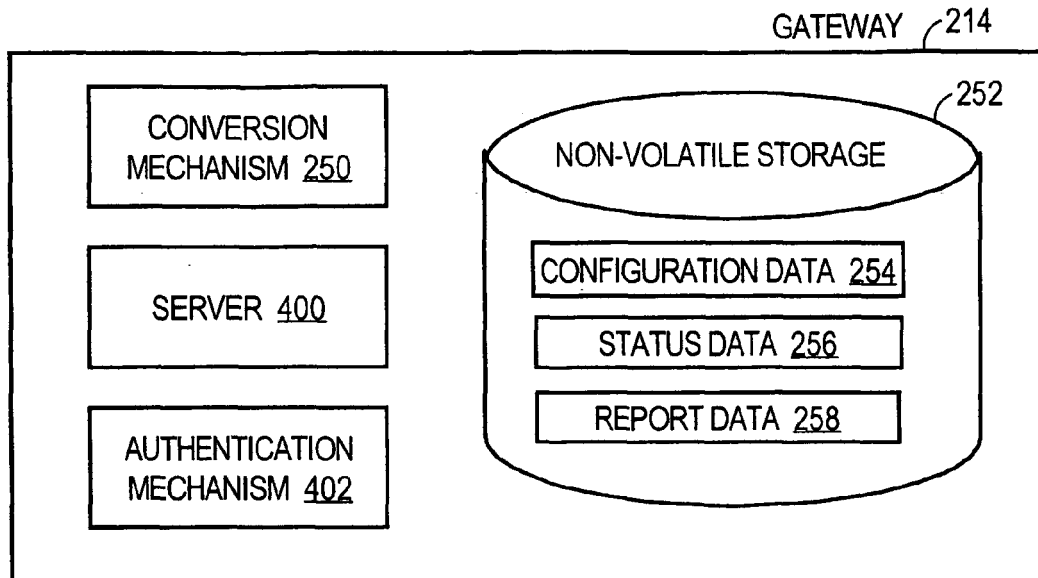 GATEWAY 214
CONVERSION
MECHANISM 250
SERVER 400
AUTHENTICATION
MECHANISM 402
252
NON-VOLATILE STORAGE
CONFIGURATION DATA 254
STATUS DATA 256
REPORT DATA 258